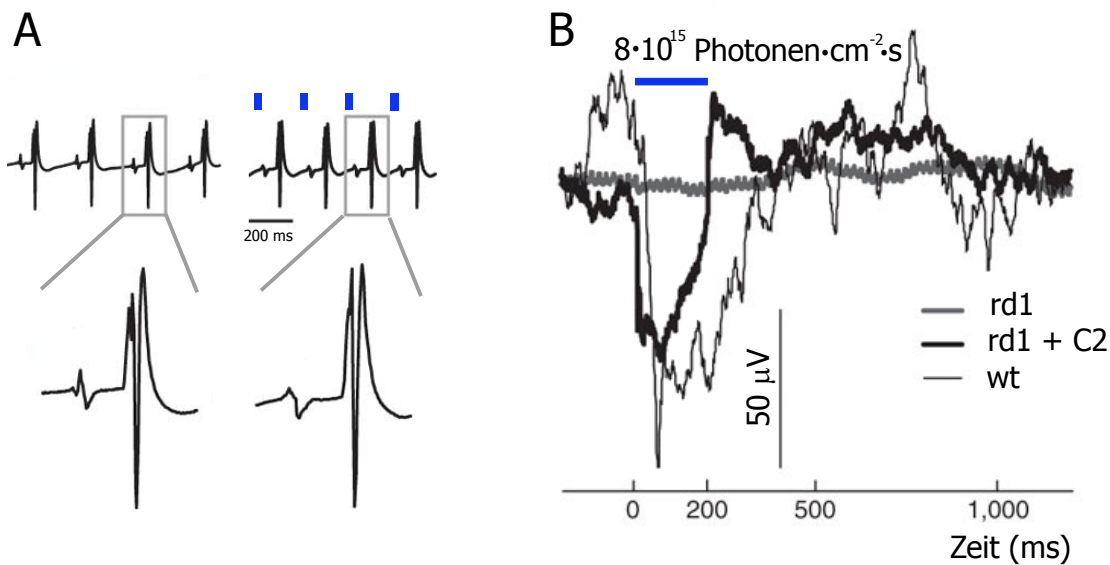 A
200 ms
B
8·10¹⁵ Photonen·cm⁻²·s
rd1
rd1 + C2
wt
50 µV
0 200 500 1,000
Zeit (ms)